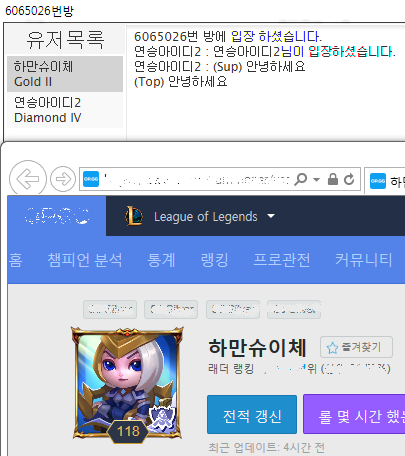 6065026번방
유저목록
하만슈이체
Gold II
연승아이디2
Diamond IV
6065026번 방에 입장 하셨습니다.
연승아이디2 : 연승아이디2님이 입장하셨습니다.
연승아이디2 : (Sup) 안녕하세요
(Top) 안녕하세요
OP.GG
League of Legends
홈 챔피언 분석 통계 랭킹 프로관전 커뮤니티
하만슈이체
즐겨찾기
래더 랭킹
전적 갱신
롤 몇 시간 했
최근 업데이트: 4시간 전
118